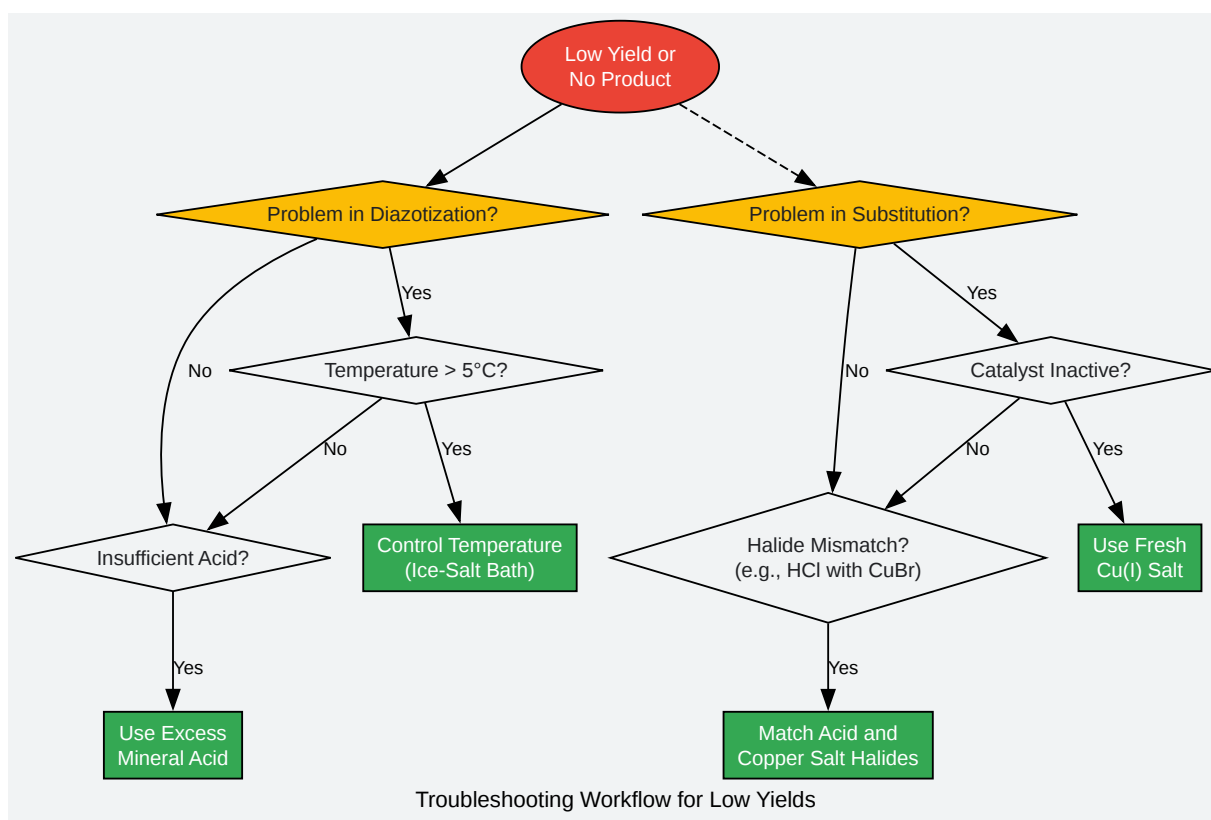 Low Yield or
No Product
Problem in Diazotization?
Problem in Substitution?
Yes
Yes
No
Temperature > 5°C?
No
Catalyst Inactive?
No
Yes
No
Yes
Insufficient Acid?
Control Temperature
(Ice-Salt Bath)
Halide Mismatch?
(e.g., HCl with CuBr)
Use Fresh
Cu(I) Salt
Yes
Yes
Use Excess
Mineral Acid
Match Acid and
Copper Salt Halides
Troubleshooting Workflow for Low Yields